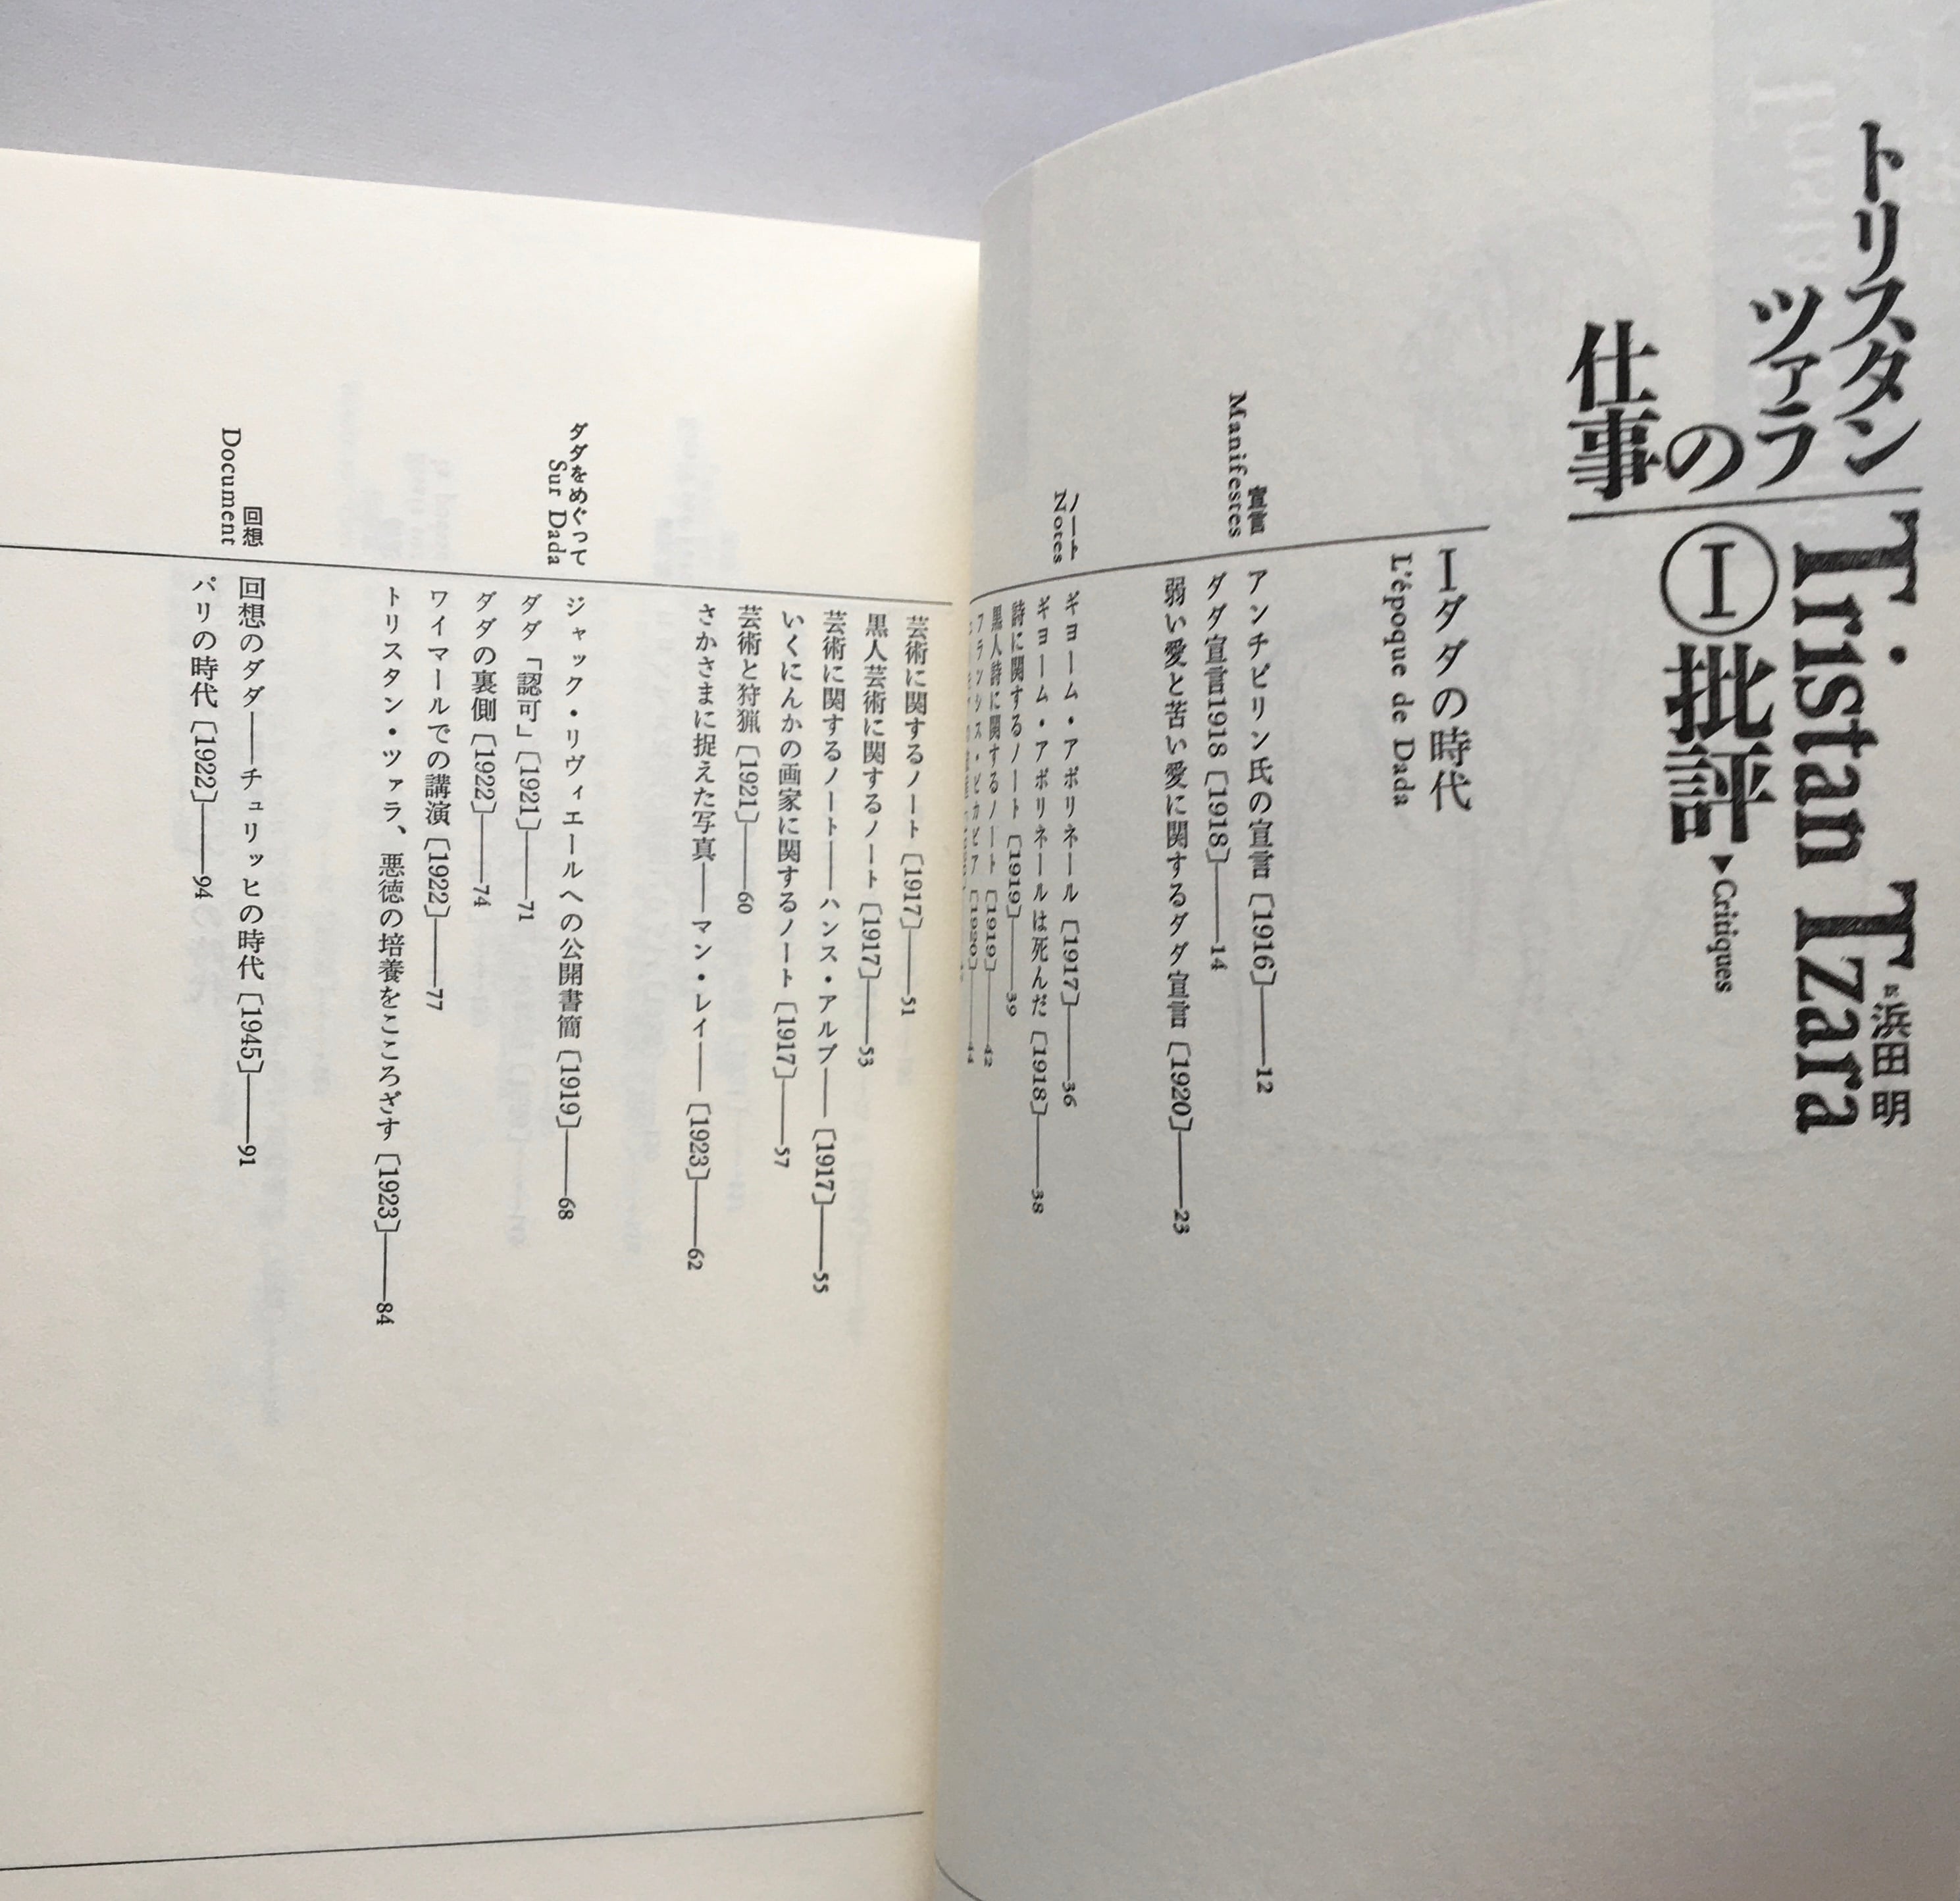 トリスタン
ツァラ
の
仕事
T・Tristan Tzara
浜田 明
I 批評
▶Critiques
I ダダの時代
L'époque de Dada
宣言
Manifestes
アンチピリン氏の宣言［1916］——12
ダダ宣言1918［1918］——14
弱い愛と苦い愛に関するダダ宣言［1920］——23
ノート
Notes
ギヨーム・アポリネール［1917］——36
ギヨーム・アポリネールは死んだ［1918］——38
詩に関するノート［1919］——39
黒人詩に関するノート［1919］——42
フランシス・ピカビア［1920］——44
芸術に関するノート［1917］——51
黒人芸術に関するノート［1917］——53
芸術に関するノート——ハンス・アルプ——［1917］——55
いくにんかの画家に関するノート［1917］——57
芸術と狩猟［1921］——60
さかさまに捉えた写真——マン・レイ——［1923］——62
ダダをめぐって
Sur Dada
ジャック・リヴィエールへの公開書簡［1919］——68
ダダ「認可」［1921］——71
ダダの裏側［1922］——74
ワイマールでの講演［1922］——77
トリスタン・ツァラ、悪徳の培養をこころざす［1923］——84
回想
Document
回想のダダ——チュリッヒの時代［1945］——91
パリの時代［1922］——94